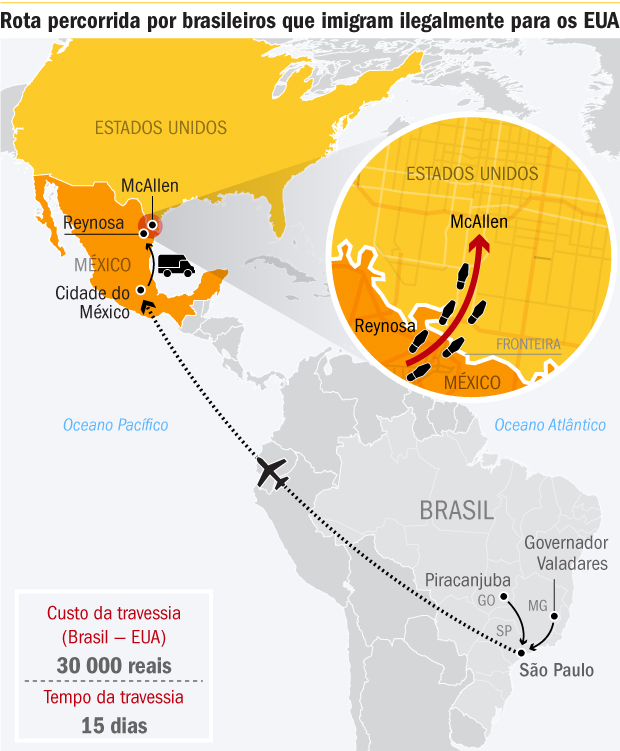 Rota percorrida por brasileiros que imigram ilegalmente para os EUA
ESTADOS UNIDOS
McAllen
Reynosa
MÉXICO
Cidade do
México
ESTADOS UNIDOS
McAllen
Reynosa
FRONTEIRA
MÉXICO
Oceano Pacífico
Oceano Atlântico
BRASIL
Governador
Valadares
Piracanjuba
GO
MG
SP
São Paulo
Custo da travessia
(Brasil — EUA)
30 000 reais
Tempo da travessia
15 dias